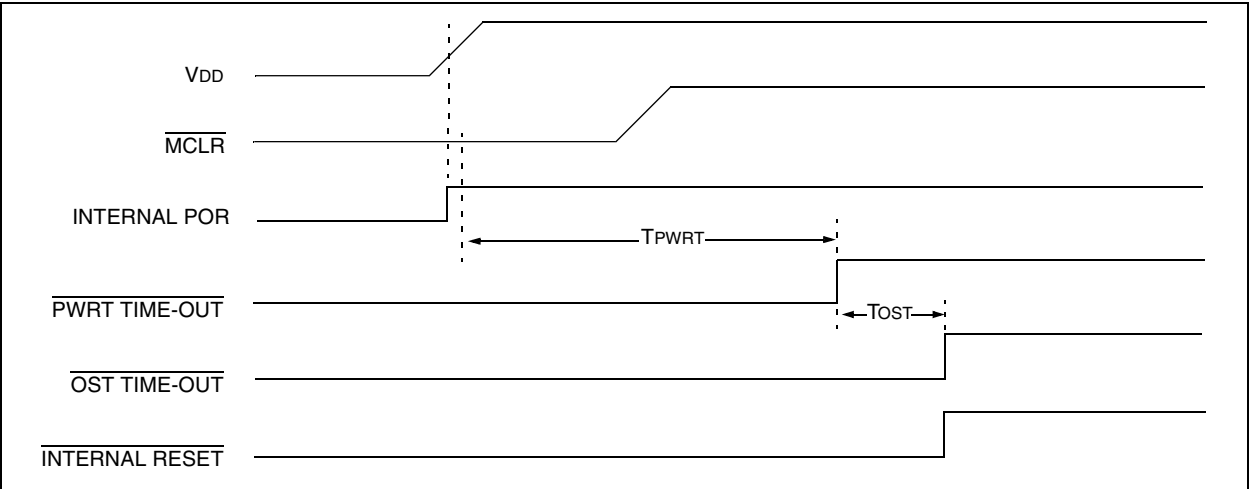 VDD
MCLR
INTERNAL POR
TPWRT
PWRT TIME-OUT
TOST
OST TIME-OUT
INTERNAL RESET